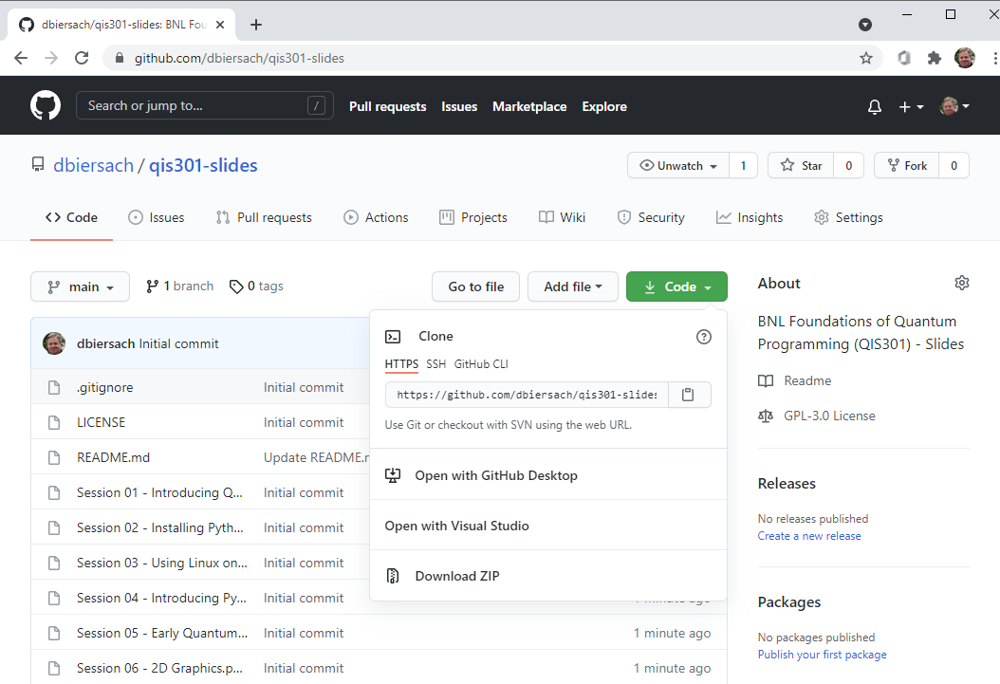 dbiersach/qis301-slides: BNL Fou
github.com/dbiersach/qis301-slides
Search or jump to... /
Pull requests Issues Marketplace Explore
dbiersach / qis301-slides
Unwatch 1 Star 0 Fork 0
Code Issues Pull requests Actions Projects Wiki Security Insights Settings
main 1 branch 0 tags Go to file Add file Code
About
BNL Foundations of Quantum
Programming (QIS301) - Slides
Readme
GPL-3.0 License
Releases
No releases published
Create a new release
Packages
No packages published
Publish your first package
Clone
HTTPS SSH GitHub CLI
https://github.com/dbiersach/qis301-slides
Use Git or checkout with SVN using the web URL.
Open with GitHub Desktop
Open with Visual Studio
Download ZIP
dbiersach Initial commit
.gitignore Initial commit
LICENSE Initial commit
README.md Update README.m
Session 01 - Introducing Q... Initial commit
Session 02 - Installing Pyth... Initial commit
Session 03 - Using Linux on... Initial commit
Session 04 - Introducing Py... Initial commit 1 minute ago
Session 05 - Early Quantum... Initial commit 1 minute ago
Session 06 - 2D Graphics.p... Initial commit 1 minute ago